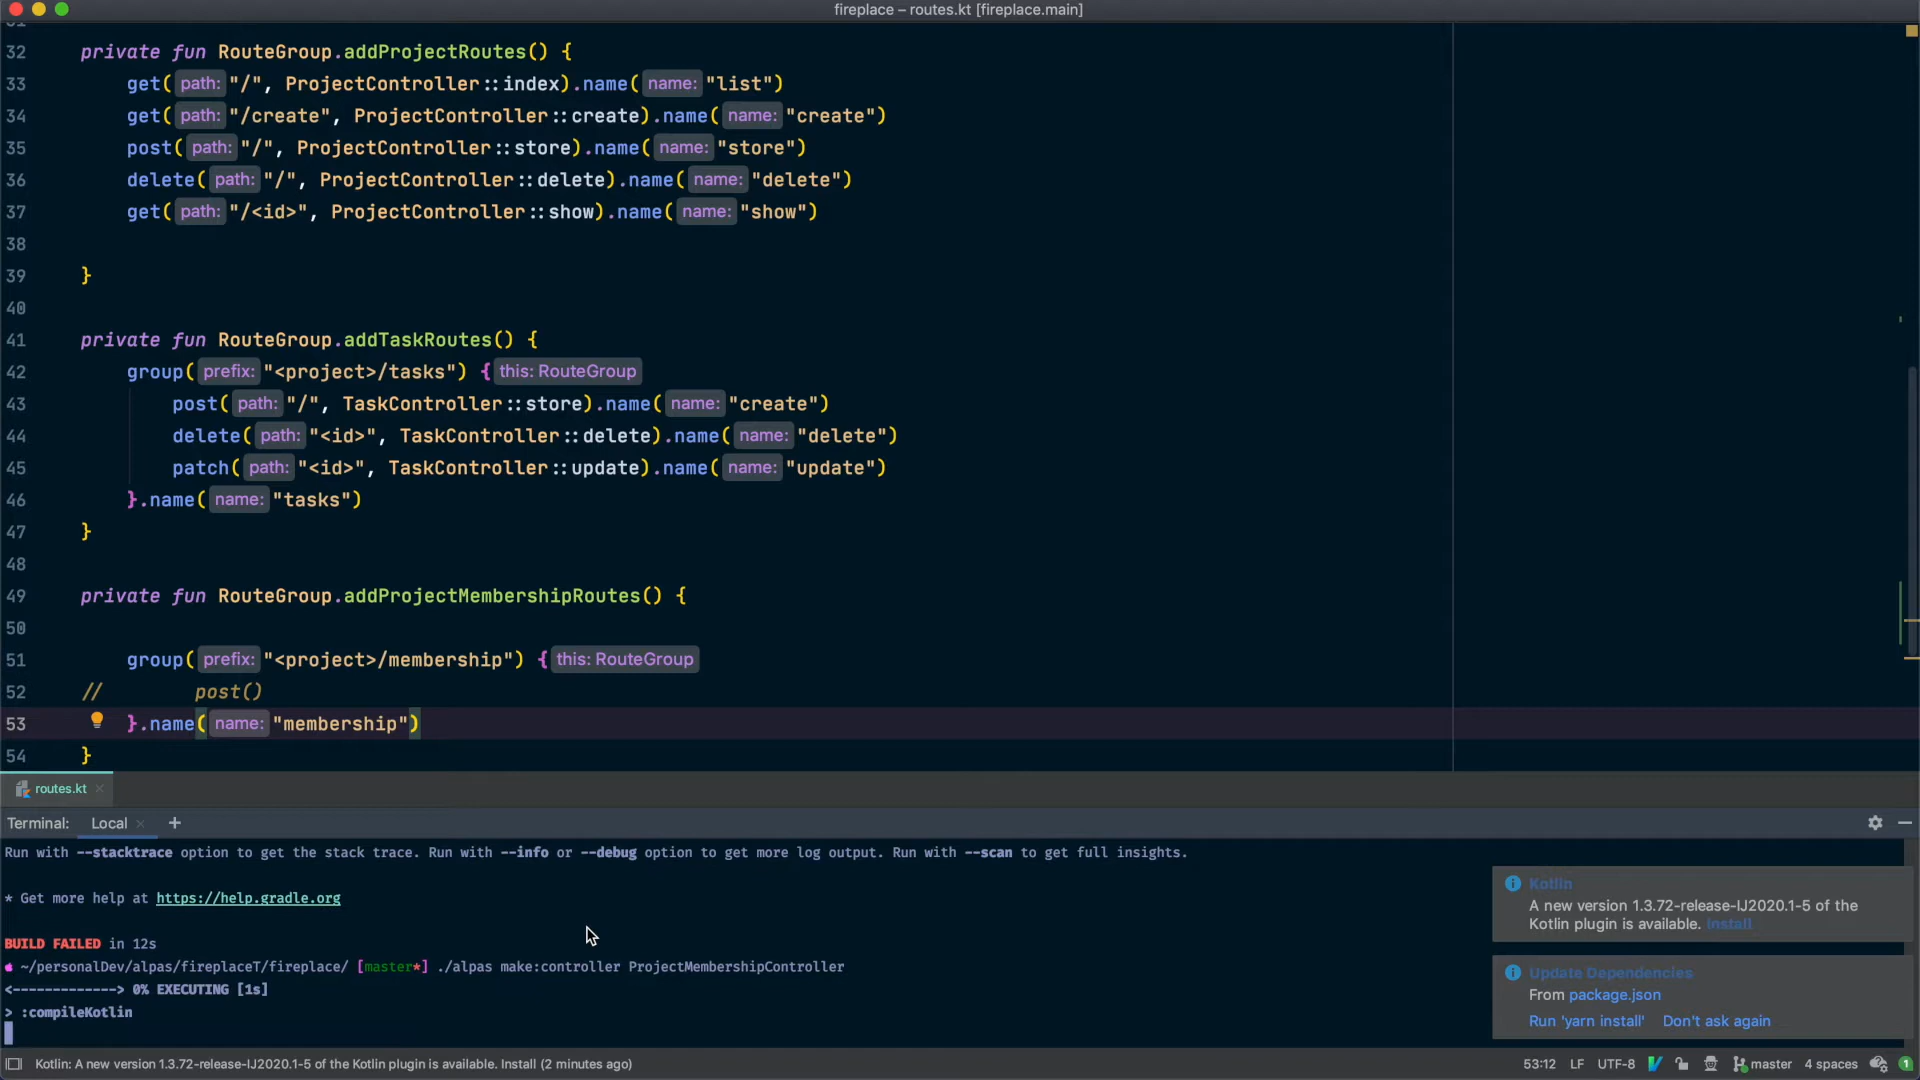 fireplace – routes.kt [fireplace.main]
32 private fun RouteGroup.addProjectRoutes() {
33 get( path: "/", ProjectController::index).name( name: "list")
34 get( path: "/create", ProjectController::create).name( name: "create")
35 post( path: "/", ProjectController::store).name( name: "store")
36 delete( path: "/", ProjectController::delete).name( name: "delete")
37 get( path: "/<id>", ProjectController::show).name( name: "show")
38
39 }
40
41 private fun RouteGroup.addTaskRoutes() {
42 group( prefix: "<project>/tasks") { this: RouteGroup
43 post( path: "/", TaskController::store).name( name: "create")
44 delete( path: "<id>", TaskController::delete).name( name: "delete")
45 patch( path: "<id>", TaskController::update).name( name: "update")
46 }.name( name: "tasks")
47 }
48
49 private fun RouteGroup.addProjectMembershipRoutes() {
50
51 group( prefix: "<project>/membership") { this: RouteGroup
52 // post()
53 }.name( name: "membership")
54 }
routes.kt
Terminal: Local +
Run with --stacktrace option to get the stack trace. Run with --info or --debug option to get more log output. Run with --scan to get full insights.
* Get more help at https://help.gradle.org
BUILD FAILED in 12s
~/personalDev/alpas/fireplaceT/fireplace/ [master*] ./alpas make:controller ProjectMembershipController
<-------------> 0% EXECUTING [1s]
> :compileKotlin
Kotlin
A new version 1.3.72-release-IJ2020.1-5 of the
Kotlin plugin is available. Install
Update Dependencies
From package.json
Run 'yarn install' Don't ask again
Kotlin: A new version 1.3.72-release-IJ2020.1-5 of the Kotlin plugin is available. Install (2 minutes ago)
53:12 LF UTF-8 master 4 spaces 1